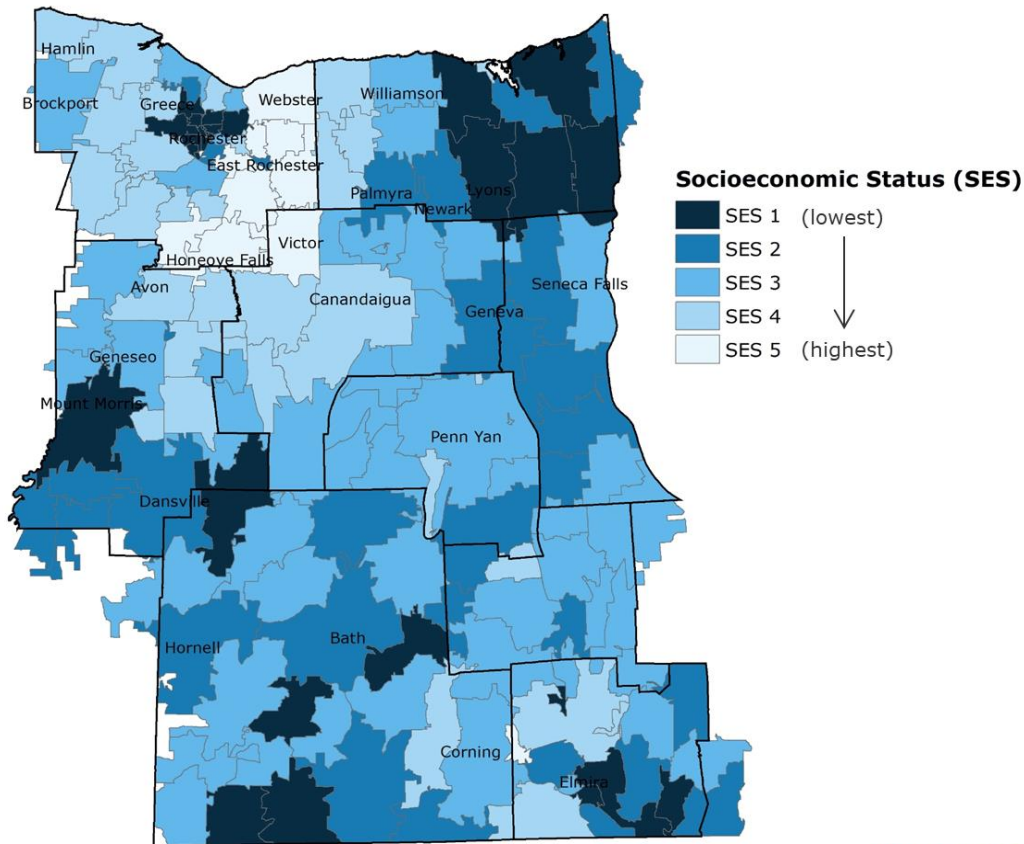 Hamlin
Brockport
Greece
Webster
Williamson
Rochester
East Rochester
Palmyra
Lyons
Newark
Victor
Honeoye Falls
Avon
Canandaigua
Geneva
Seneca Falls
Geneseo
Mount Morris
Penn Yan
Dansville
Hornell
Bath
Corning
Elmira
Socioeconomic Status (SES)
SES 1 (lowest)
SES 2
SES 3
SES 4
SES 5 (highest)